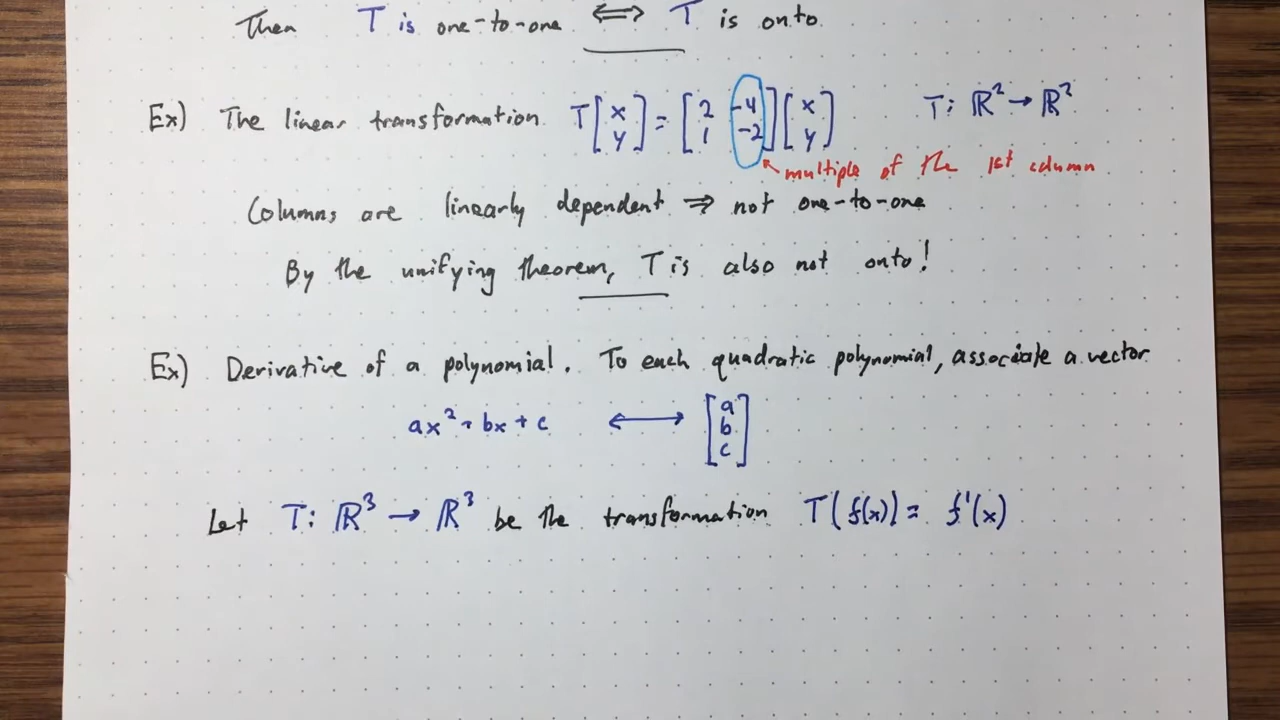 Then T is one-to-one ⟺ T is onto
Ex) The linear transformation T[x y] = [2 -4 1 -2][x y] T: ℝ² → ℝ²
multiple of the 1st column
Columns are linearly dependent ⇒ not one-to-one
By the unifying theorem, T is also not onto!
Ex) Derivative of a polynomial. To each quadratic polynomial, associate a vector
ax² + bx + c ⟷ [a b c]
Let T: ℝ³ → ℝ³ be the transformation T(f(x)) = f'(x)